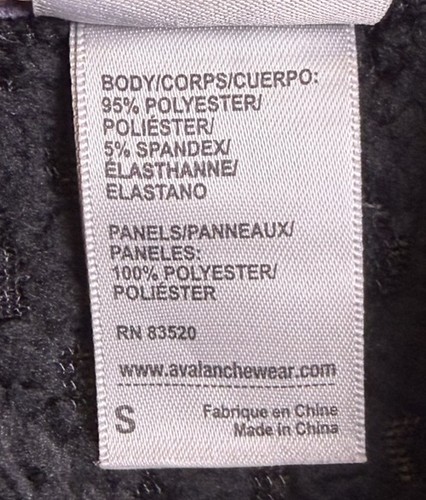 BODY/CORPS/CUERPO:
95% POLYESTER/
POLIÉSTER/
5% SPANDEX/
ÉLASTHANNE/
ELASTANO
PANELS/PANNEAUX/
PANELES:
100% POLYESTER/
POLIÉSTER
RN 83520
www.avalanchewear.com
S
Fabrique en Chine
Made in China